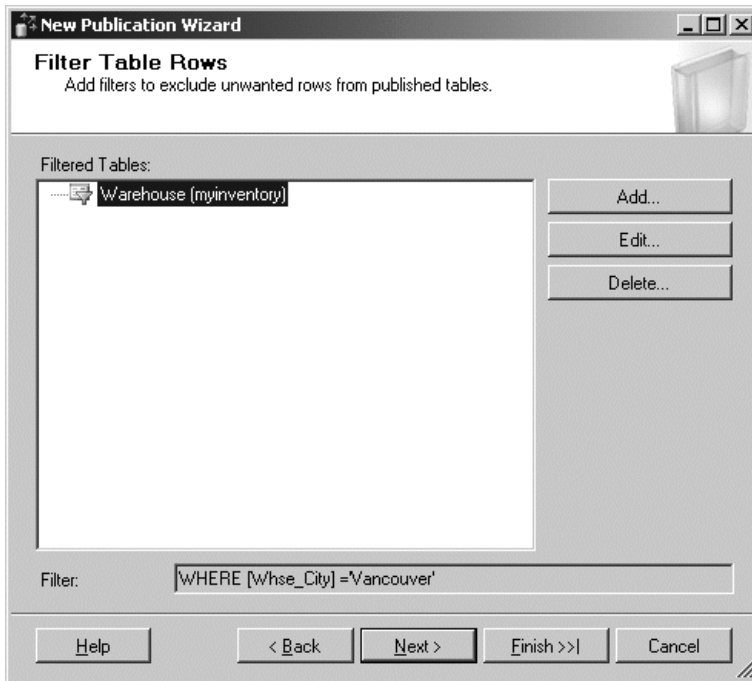 New Publication Wizard
Filter Table Rows
Add filters to exclude unwanted rows from published tables.
Filtered Tables:
Warehouse (myinventory)
Add...
Edit...
Delete...
Filter:
WHERE [Whse_City] ='Vancouver'
Help
< Back
Next >
Finish >>|
Cancel